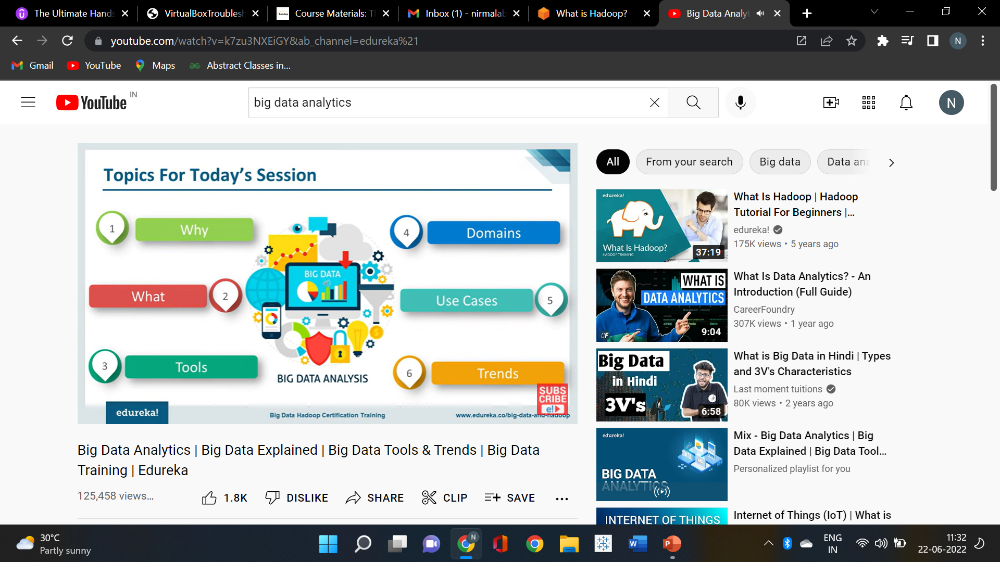 The Ultimate Hands
VirtualBoxTroublesh
Course Materials: T
Inbox (1) - nirmalab
What is Hadoop?
Big Data Analyt
youtube.com/watch?v=k7zu3NXEiGY&ab_channel=edureka%21
N
Gmail
YouTube
Maps
Abstract Classes in...
YouTube IN
big data analytics
N
Topics For Today's Session
1 Why
What 2
3 Tools
4 Domains
Use Cases 5
6 Trends
BIG DATA
BIG DATA ANALYSIS
SUBS
CRIBE
e!
edureka!
Big Data Hadoop Certification Training
www.edureka.co/big-data-and-hadoop
Big Data Analytics | Big Data Explained | Big Data Tools & Trends | Big Data
Training | Edureka
125,458 views...
1.8K
DISLIKE
SHARE
CLIP
SAVE
All
From your search
Big data
Data ana
edureka!
What Is Hadoop?
HADOOP TRAINING
37:19
What Is Hadoop | Hadoop
Tutorial For Beginners |...
edureka!
175K views • 5 years ago
WHAT IS
DATA ANALYTICS
CF
9:04
What Is Data Analytics? - An
Introduction (Full Guide)
CareerFoundry
307K views • 1 year ago
Big Data
in Hindi
3V's
6:58
What is Big Data in Hindi | Types
and 3V's Characteristics
Last moment tuitions
80K views • 2 years ago
edureka!
DATA
BIG DATA
ANALYTICS
Mix - Big Data Analytics | Big
Data Explained | Big Data Tool...
Personalized playlist for you
INTERNET OF THINGS
Internet of Things (IoT) | What is
30°C
Partly sunny
N
W
P
ENG
IN
11:32
22-06-2022